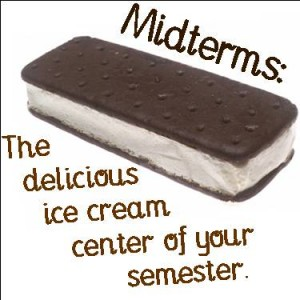 Midterms:
The
delicious
ice cream
center of your
semester.